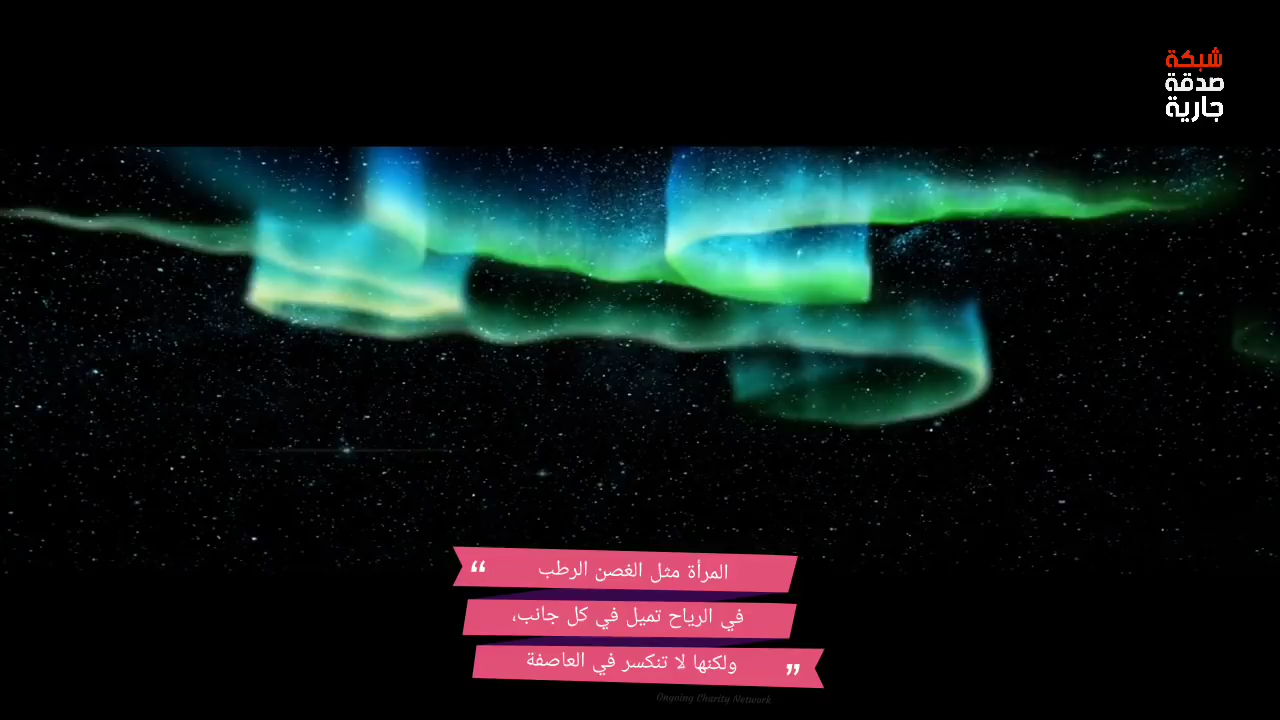 شبكة
صدقة
جارية
“ المرأة مثل الغصن الرطب
في الرياح تميل في كل جانب،
ولكنها لا تنكسر في العاصفة ”
Ongoing Charity Network